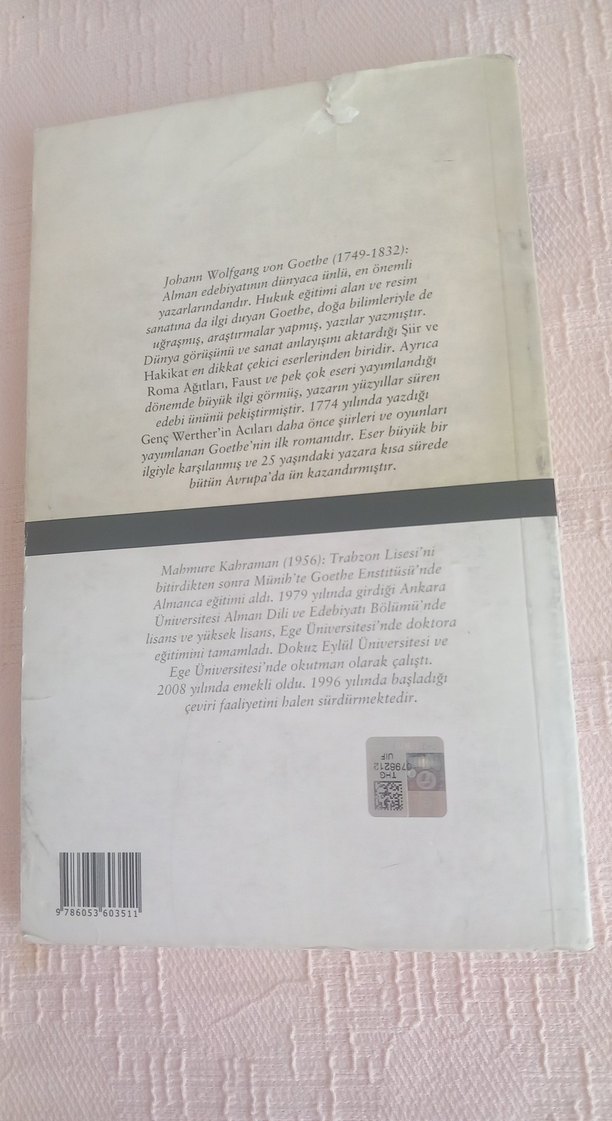 Johann Wolfgang von Goethe (1749-1832):
Alman edebiyatının dünyaca ünlü, en önemli
yazarlarındandır. Hukuk eğitimi alan ve resim
sanatına da ilgi duyan Goethe, doğa bilimleriyle de
uğraşmış, araştırmalar yapmış, yazılar yazmıştır.
Dünya görüşünü ve sanat anlayışını aktardığı Şiir ve
Hakikat en dikkat çekici eserlerinden biridir. Ayrıca
Roma Ağıtları, Faust ve pek çok eseri yayımlandığı
dönemde büyük ilgi görmüş, yazarın yüzyıllar süren
edebi ününü pekiştirmiştir. 1774 yılında yazdığı
Genç Werther'in Acıları daha önce şiirleri ve oyunları
yayımlanan Goethe'nin ilk romanıdır. Eser büyük bir
ilgiyle karşılanmış ve 25 yaşındaki yazara kısa sürede
bütün Avrupa'da ün kazandırmıştır.
Mahmure Kahraman (1956): Trabzon Lisesi'ni
bitirdikten sonra Münih'te Goethe Enstitüsü'nde
Almanca eğitimi aldı. 1979 yılında girdiği Ankara
Üniversitesi Alman Dili ve Edebiyatı Bölümü'nde
lisans ve yüksek lisans, Ege Üniversitesi'nde doktora
eğitimini tamamladı. Dokuz Eylül Üniversitesi ve
Ege Üniversitesi'nde okutman olarak çalıştı.
2008 yılında emekli oldu. 1996 yılında başladığı
çeviri faaliyetini halen sürdürmektedir.
THG
0798212
UIF
9 786053 603511